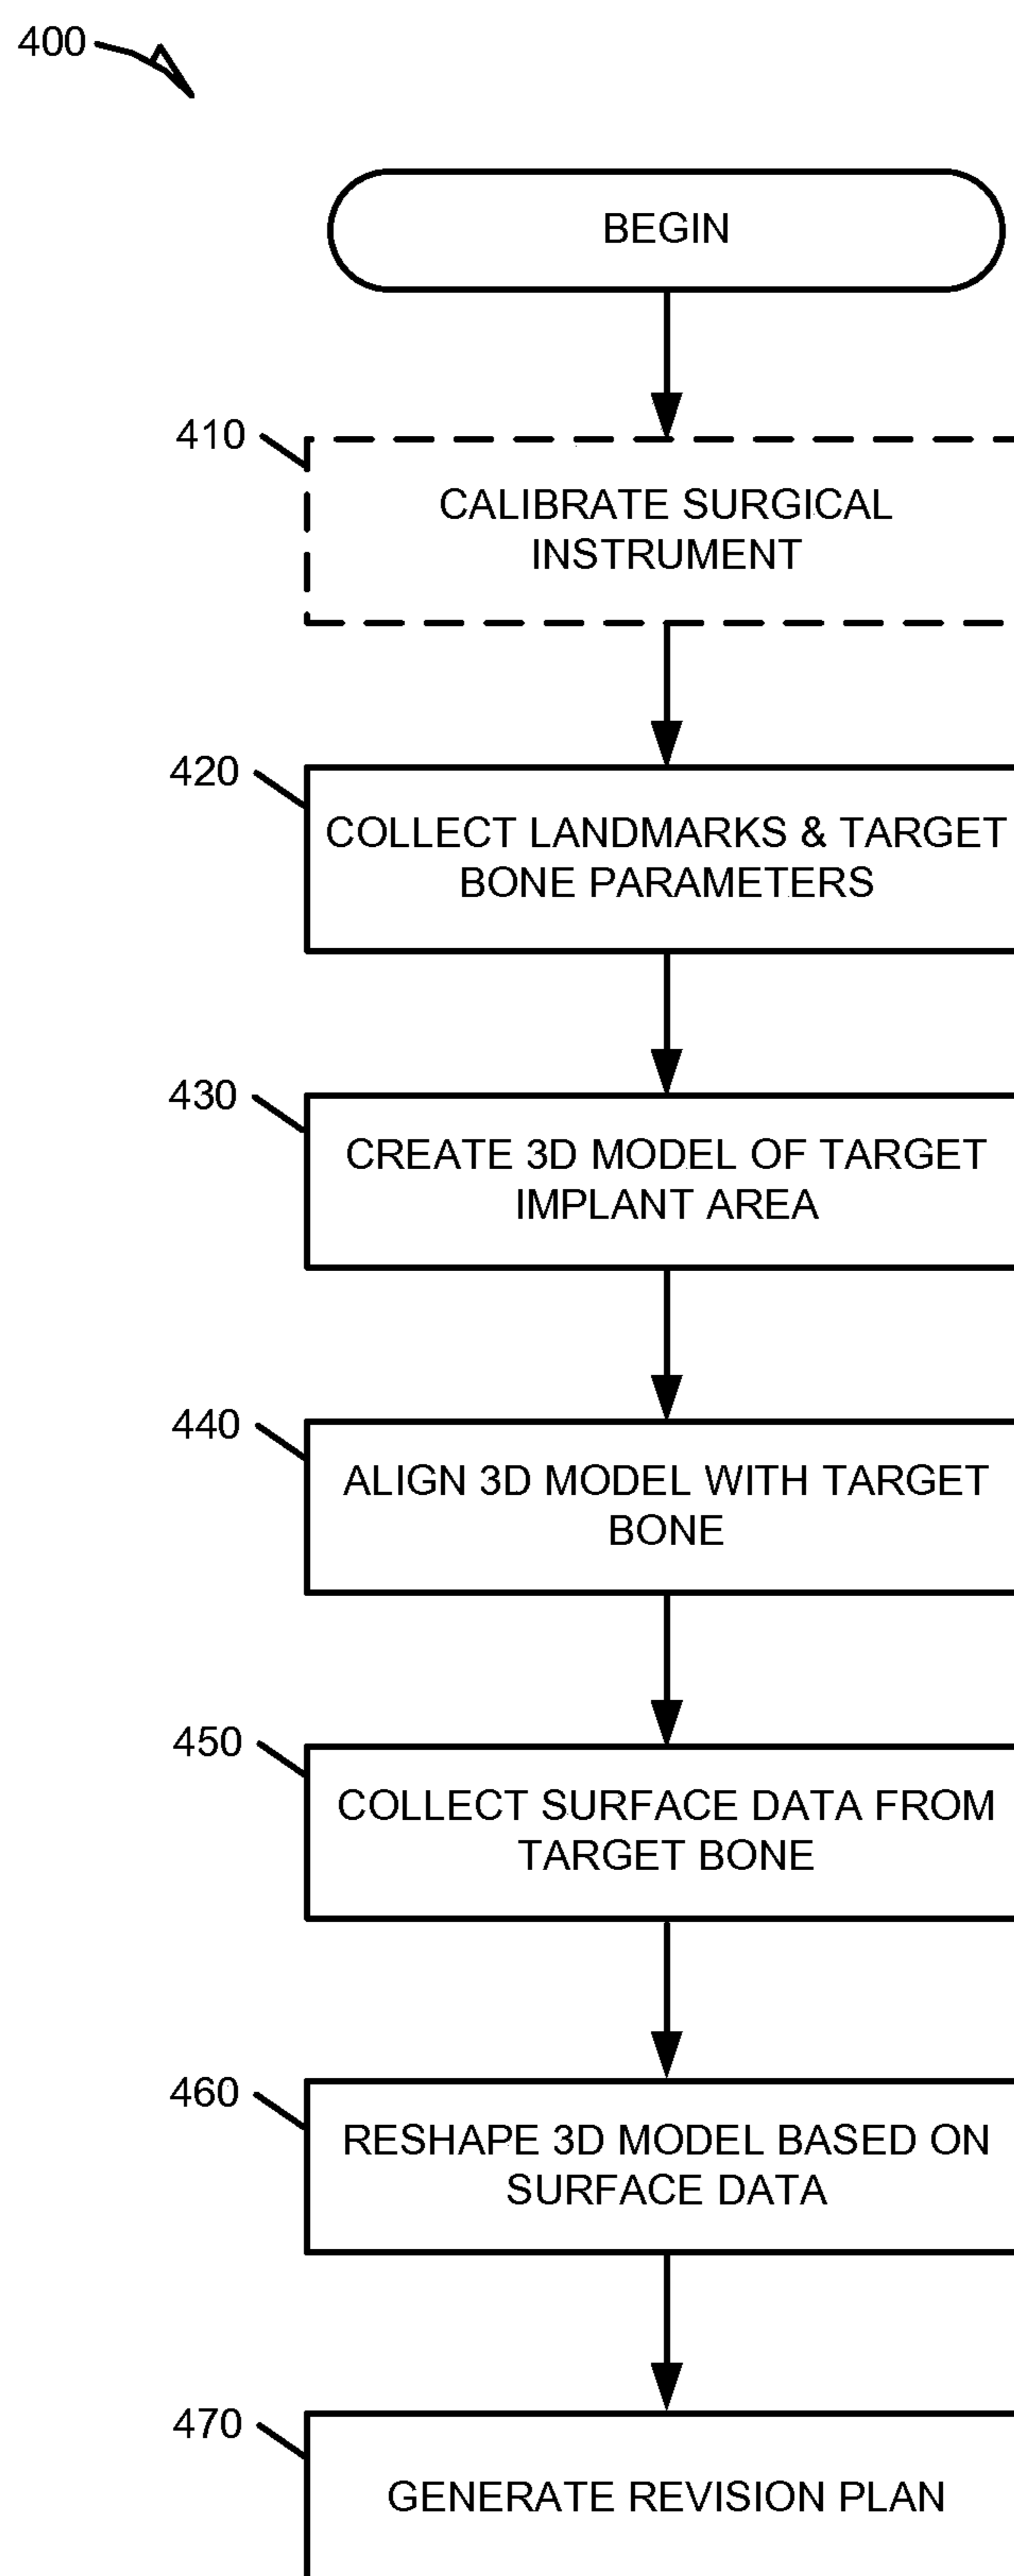 400
BEGIN
410
CALIBRATE SURGICAL
INSTRUMENT
420
COLLECT LANDMARKS & TARGET
BONE PARAMETERS
430
CREATE 3D MODEL OF TARGET
IMPLANT AREA
440
ALIGN 3D MODEL WITH TARGET
BONE
450
COLLECT SURFACE DATA FROM
TARGET BONE
460
RESHAPE 3D MODEL BASED ON
SURFACE DATA
470
GENERATE REVISION PLAN